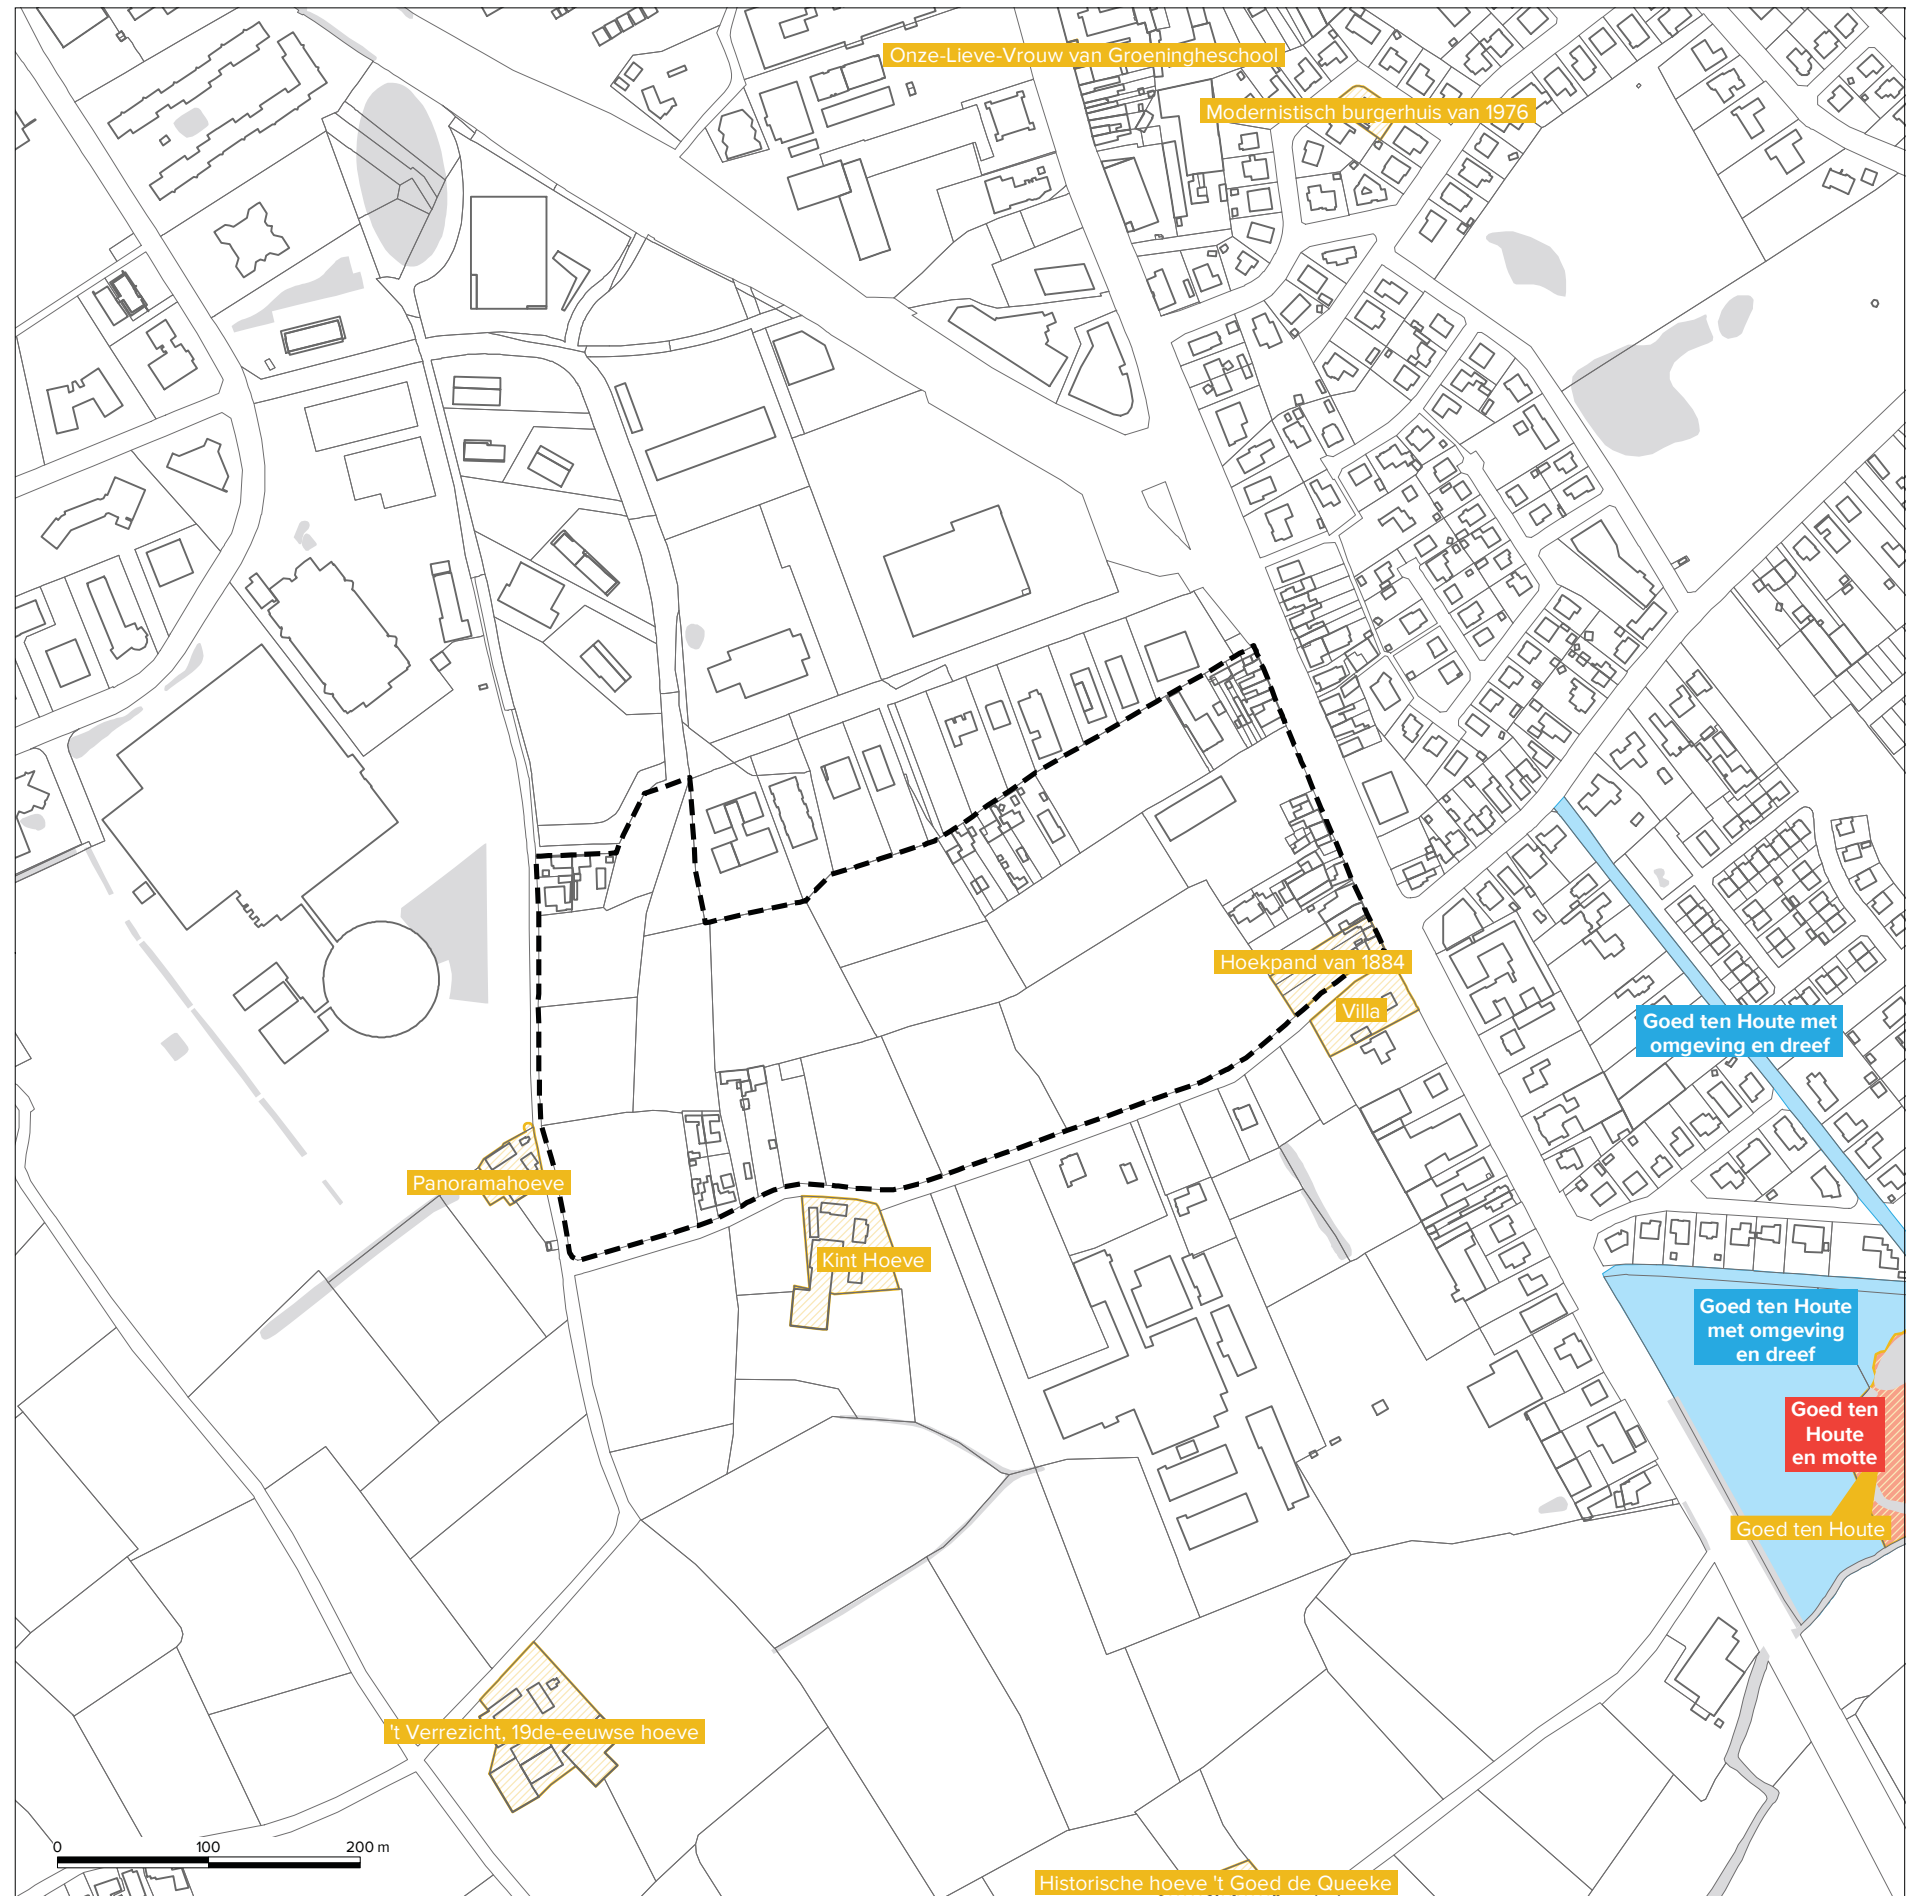 Onze-Lieve-Vrouw van Groeningheschool
Modernistisch burgerhuis van 1976
Hoekpand van 1884
Villa
Goed ten Houte met
omgeving en dreef
Panoramahoeve
Kint Hoeve
Goed ten Houte
met omgeving
en dreef
Goed ten
Houte
en motte
Goed ten Houte
't Verrezicht, 19de-eeuwse hoeve
0 100 200 m
Historische hoeve 't Goed de Queeke